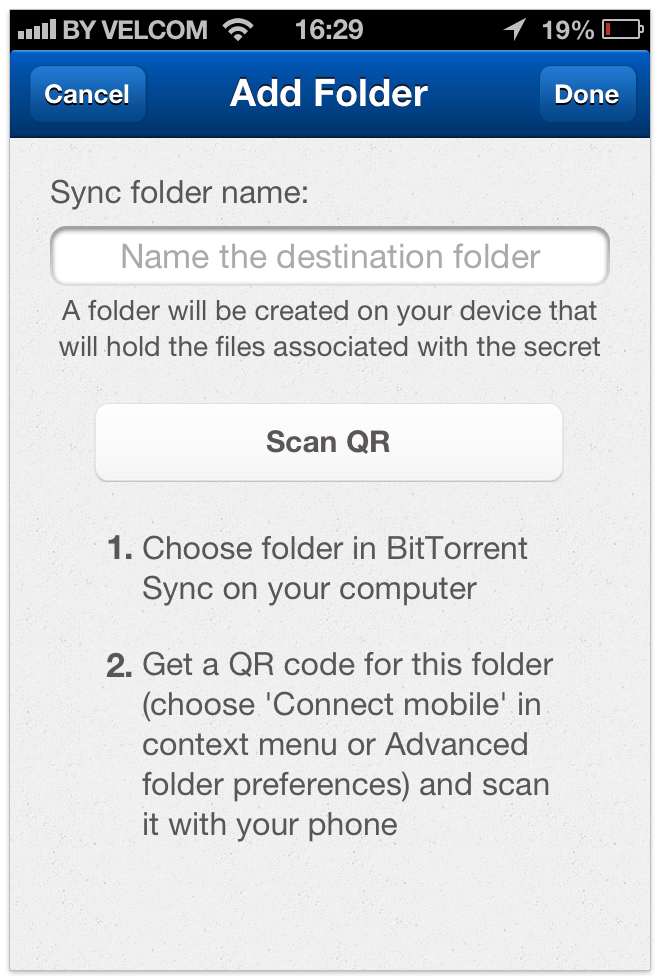 BY VELCOM 16:29 19%
Cancel Add Folder Done
Sync folder name:
Name the destination folder
A folder will be created on your device that
will hold the files associated with the secret
Scan QR
1. Choose folder in BitTorrent
Sync on your computer
2. Get a QR code for this folder
(choose 'Connect mobile' in
context menu or Advanced
folder preferences) and scan
it with your phone